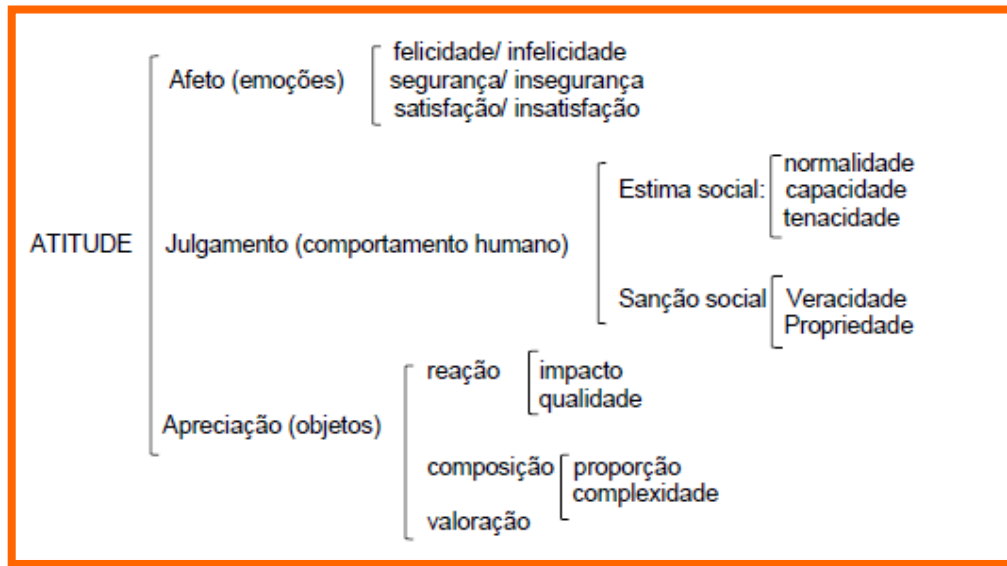 felicidade/ infelicidade
Afeto (emoções)
segurança/ insegurança
satisfação/ insatisfação
normalidade
Estima social:
capacidade
tenacidade
ATITUDE
Julgamento (comportamento humano)
Sanção social
Veracidade
Propriedade
reação
impacto
qualidade
Apreciação (objetos)
composição
proporção
complexidade
valoração